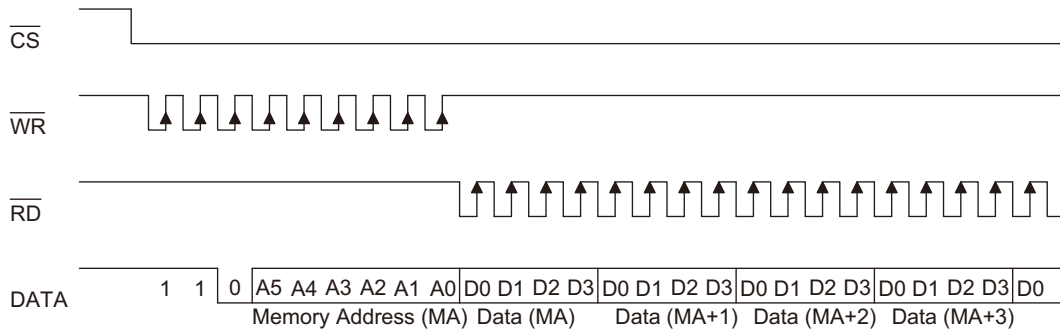 CS
WR
RD
DATA
1 1 0 A5 A4 A3 A2 A1 A0 D0 D1 D2 D3 D0 D1 D2 D3 D0 D1 D2 D3 D0 D1 D2 D3 D0
Memory Address (MA) Data (MA) Data (MA+1) Data (MA+2) Data (MA+3)